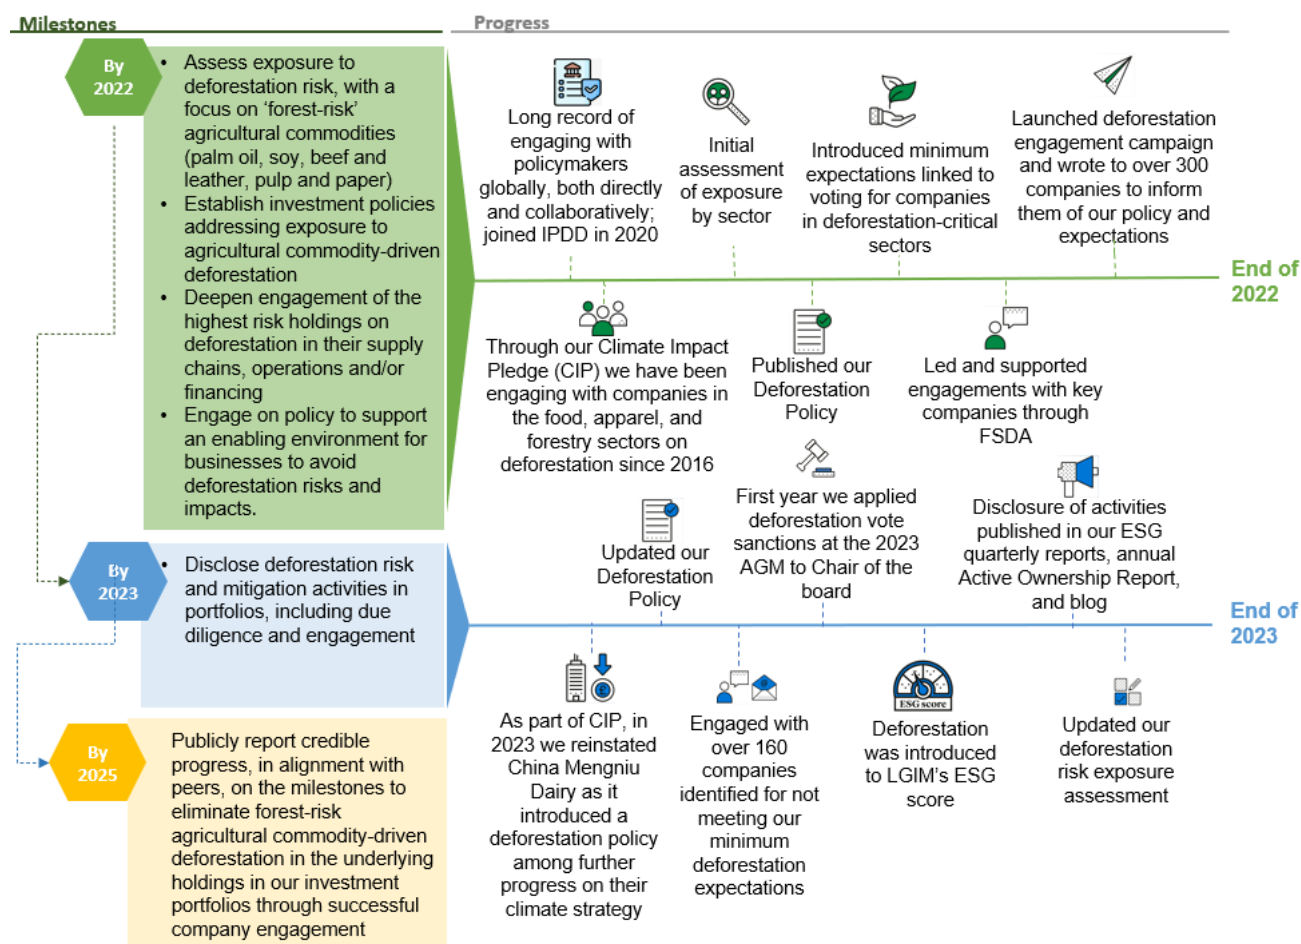 Milestones
Progress
By
2022
• Assess exposure to
deforestation risk, with a
focus on ‘forest-risk’
agricultural commodities
(palm oil, soy, beef and
leather, pulp and paper)
• Establish investment policies
addressing exposure to
agricultural commodity-driven
deforestation
• Deepen engagement of the
highest risk holdings on
deforestation in their supply
chains, operations and/or
financing
• Engage on policy to support
an enabling environment for
businesses to avoid
deforestation risks and
impacts.
Long record of
engaging with
policymakers
globally, both directly
and collaboratively;
joined IPDD in 2020
Initial
assessment
of exposure
by sector
Introduced minimum
expectations linked to
voting for companies
in deforestation-critical
sectors
Launched deforestation
engagement campaign
and wrote to over 300
companies to inform
them of our policy and
expectations
End of
2022
Through our Climate Impact
Pledge (CIP) we have been
engaging with companies in
the food, apparel, and
forestry sectors on
deforestation since 2016
Published our
Deforestation
Policy
Led and supported
engagements with key
companies through
FSDA
By
2023
• Disclose deforestation risk
and mitigation activities in
portfolios, including due
diligence and engagement
Updated our
Deforestation
Policy
First year we applied
deforestation vote
sanctions at the 2023
AGM to Chair of the
board
Disclosure of activities
published in our ESG
quarterly reports, annual
Active Ownership Report,
and blog
End of
2023
As part of CIP, in
2023 we reinstated
China Mengniu
Dairy as it
introduced a
deforestation policy
among further
progress on their
climate strategy
Engaged with
over 160
companies
identified for not
meeting our
minimum
deforestation
expectations
ESG score
Deforestation
was introduced
to LGIM’s ESG
score
Updated our
deforestation
risk exposure
assessment
By
2025
Publicly report credible
progress, in alignment with
peers, on the milestones to
eliminate forest-risk
agricultural commodity-driven
deforestation in the underlying
holdings in our investment
portfolios through successful
company engagement